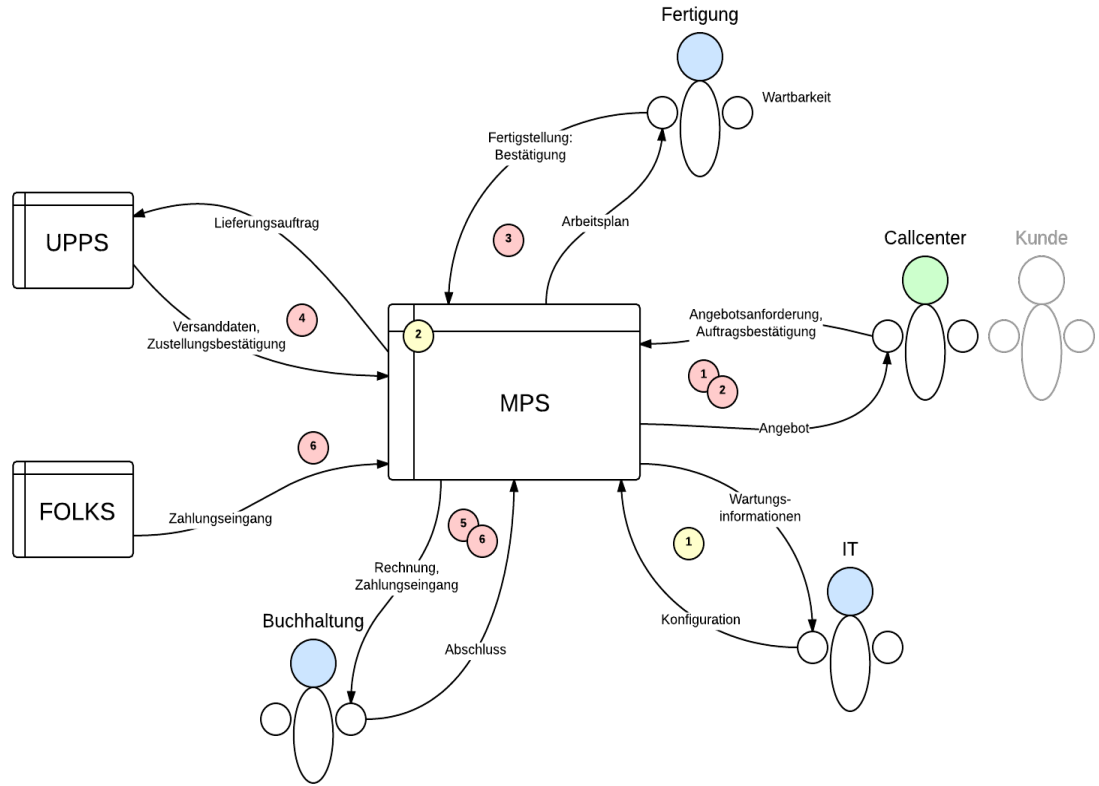 Fertigung
Wartbarkeit
Fertigstellung:
Bestätigung
Arbeitsplan
3
UPPS
Lieferungsauftrag
Versanddaten,
Zustellungsbestätigung
4
Callcenter
Kunde
Angebotsanforderung,
Auftragsbestätigung
1
2
Angebot
2
MPS
FOLKS
Zahlungseingang
6
5
6
Rechnung,
Zahlungseingang
Abschluss
Buchhaltung
Wartungs-
informationen
1
Konfiguration
IT